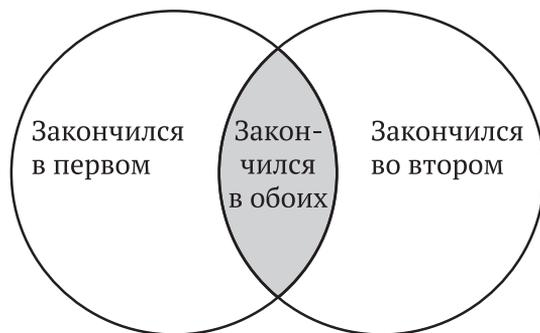 Закончился
в первом
Закон-
чился
в обоих
Закончился
во втором